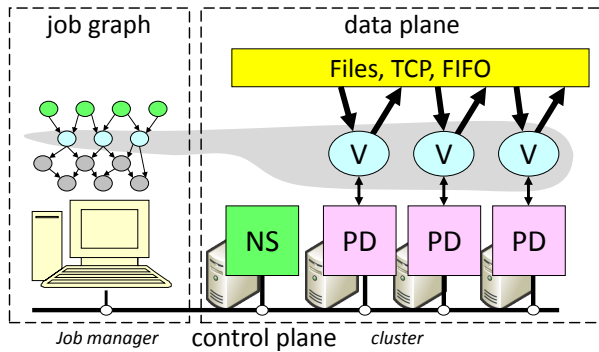 job graph
data plane
Files, TCP, FIFO
V
V
V
NS
PD
PD
PD
Job manager
control plane
cluster